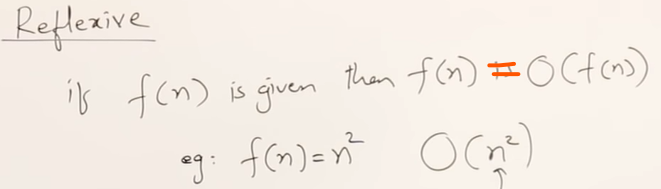 Reflexive
if f(n) is given then f(n) = O(f(n))
eg: f(n)=n² O(n²)